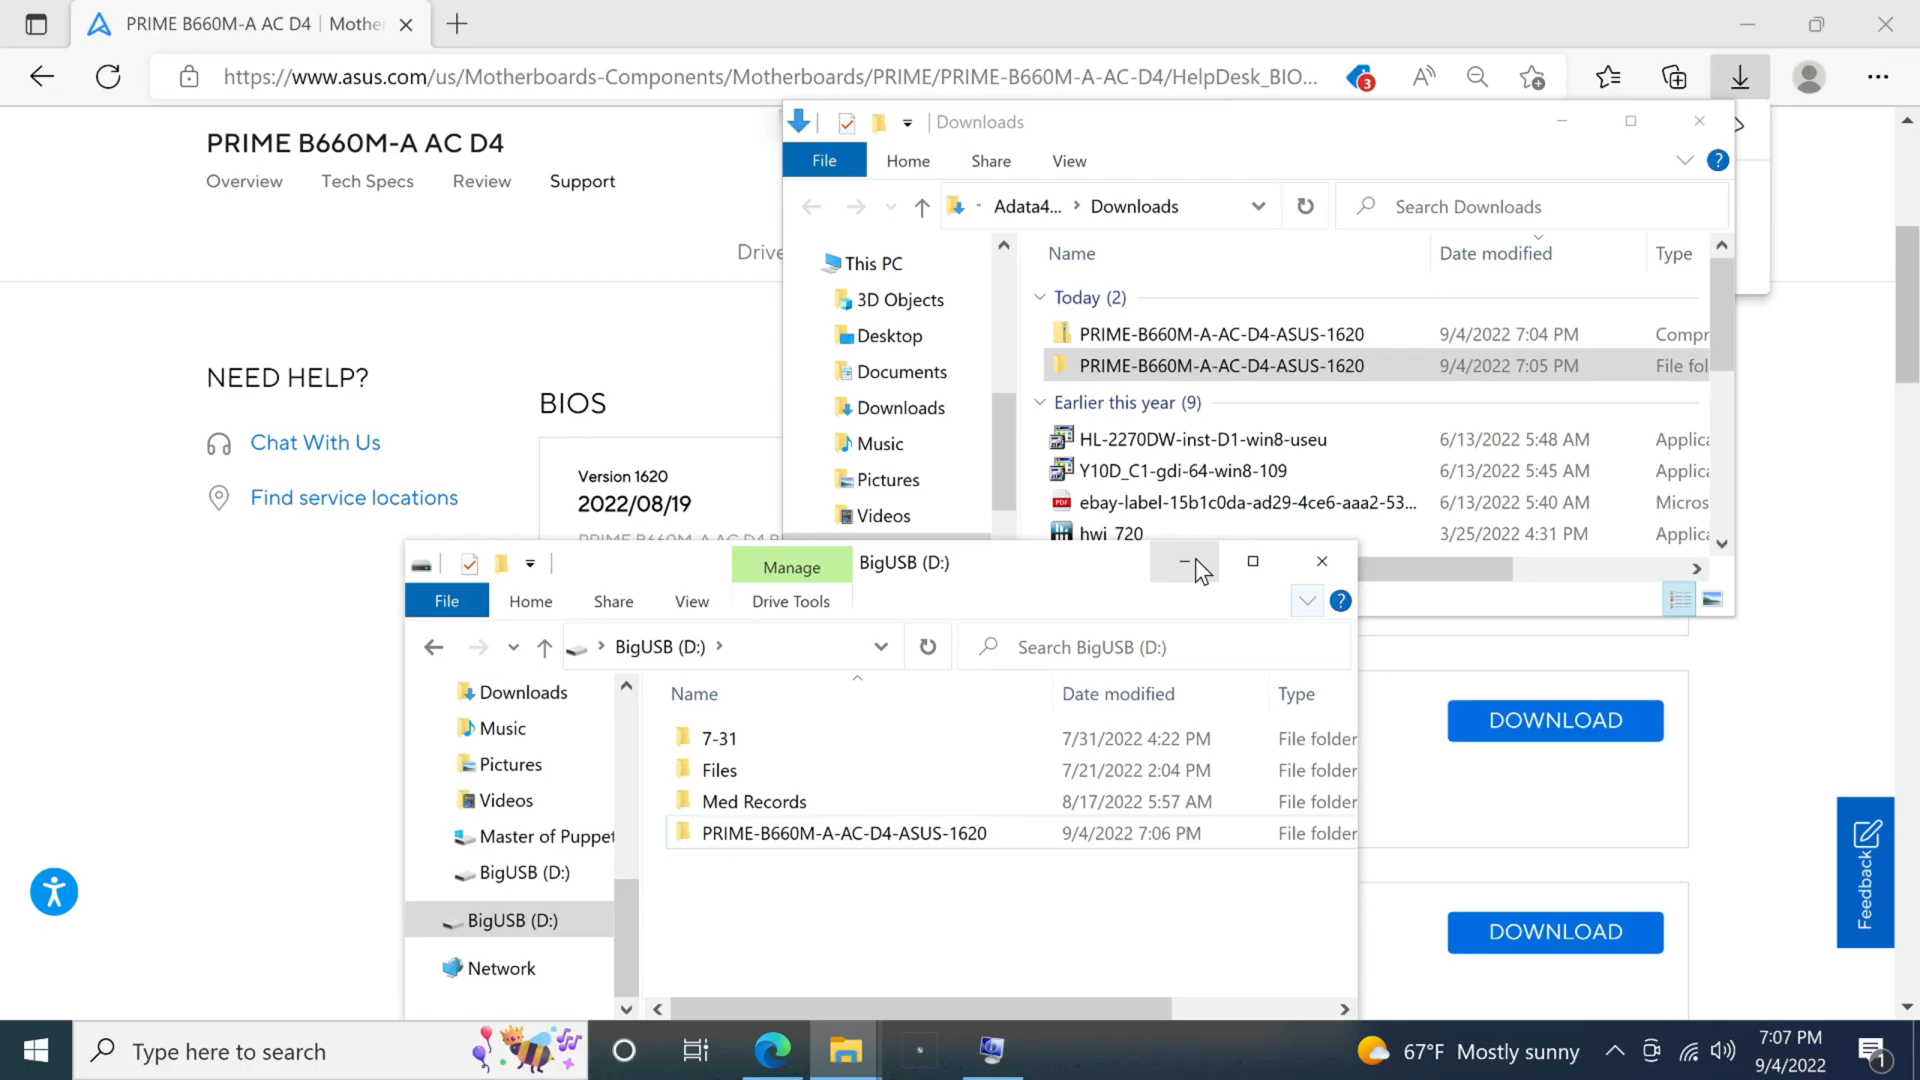 PRIME B660M-A AC D4 | Mother
https://www.asus.com/us/Motherboards-Components/Motherboards/PRIME/PRIME-B660M-A-AC-D4/HelpDesk_BIO...
3
PRIME B660M-A AC D4
Overview Tech Specs Review Support
Drive
NEED HELP?
Chat With Us
Find service locations
BIOS
Version 1620
2022/08/19
DOWNLOAD
DOWNLOAD
Feedback
Downloads
File Home Share View
Adata4... Downloads
Search Downloads
This PC
3D Objects
Desktop
Documents
Downloads
Music
Pictures
Videos
Name Date modified Type
Today (2)
PRIME-B660M-A-AC-D4-ASUS-1620 9/4/2022 7:04 PM Compr
PRIME-B660M-A-AC-D4-ASUS-1620 9/4/2022 7:05 PM File fol
Earlier this year (9)
HL-2270DW-inst-D1-win8-useu 6/13/2022 5:48 AM Applica
Y10D_C1-gdi-64-win8-109 6/13/2022 5:45 AM Applica
PDF
ebay-label-15b1c0da-ad29-4ce6-aaa2-53... 6/13/2022 5:40 AM Micros
hwi_720 3/25/2022 4:31 PM Applica
Manage BigUSB (D:)
File Home Share View Drive Tools
BigUSB (D:)
Search BigUSB (D:)
Downloads
Music
Pictures
Videos
Master of Puppet
BigUSB (D:)
BigUSB (D:)
Network
Name Date modified Type
7-31 7/31/2022 4:22 PM File folder
Files 7/21/2022 2:04 PM File folder
Med Records 8/17/2022 5:57 AM File folder
PRIME-B660M-A-AC-D4-ASUS-1620 9/4/2022 7:06 PM File folder
Type here to search
67°F Mostly sunny
7:07 PM
9/4/2022
1